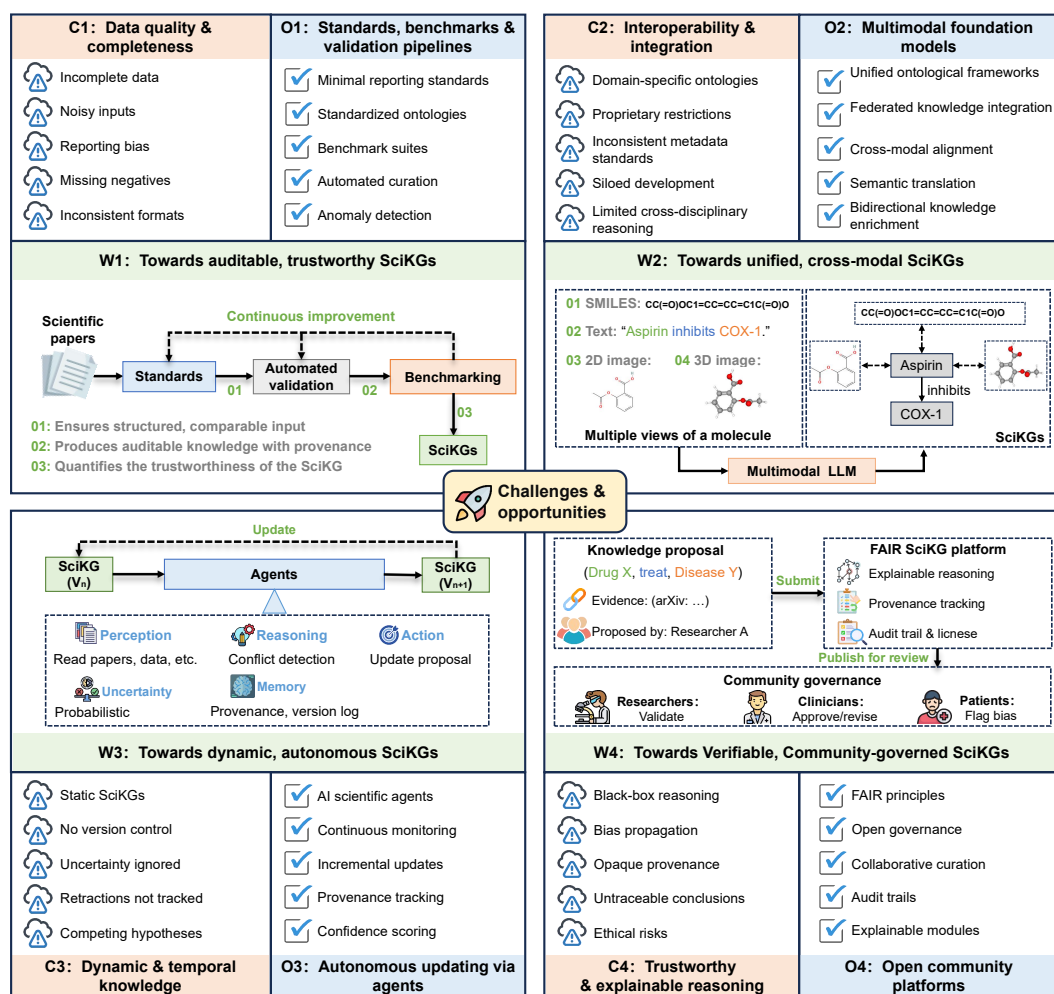 C1: Data quality &
completeness
Incomplete data
Noisy inputs
Reporting bias
Missing negatives
Inconsistent formats
O1: Standards, benchmarks &
validation pipelines
Minimal reporting standards
Standardized ontologies
Benchmark suites
Automated curation
Anomaly detection
W1: Towards auditable, trustworthy SciKGs
Scientific
papers
Continuous improvement
Standards
01
Automated
validation
02
Benchmarking
03
SciKGs
01: Ensures structured, comparable input
02: Produces auditable knowledge with provenance
03: Quantifies the trustworthiness of the SciKG
C2: Interoperability &
integration
Domain-specific ontologies
Proprietary restrictions
Inconsistent metadata
standards
Siloed development
Limited cross-disciplinary
reasoning
O2: Multimodal foundation
models
Unified ontological frameworks
Federated knowledge integration
Cross-modal alignment
Semantic translation
Bidirectional knowledge
enrichment
W2: Towards unified, cross-modal SciKGs
01 SMILES: CC(=O)OC1=CC=CC=C1C(=O)O
02 Text: “Aspirin inhibits COX-1.”
03 2D image: 04 3D image:
Multiple views of a molecule
CC(=O)OC1=CC=CC=C1C(=O)O
Aspirin
inhibits
COX-1
SciKGs
Multimodal LLM
Challenges &
opportunities
Update
SciKG
(Vn)
Agents
SciKG
(Vn+1)
Perception
Read papers, data, etc.
Reasoning
Conflict detection
Action
Update proposal
Uncertainty
Probabilistic
Memory
Provenance, version log
W3: Towards dynamic, autonomous SciKGs
Static SciKGs
No version control
Uncertainty ignored
Retractions not tracked
Competing hypotheses
C3: Dynamic & temporal
knowledge
AI scientific agents
Continuous monitoring
Incremental updates
Provenance tracking
Confidence scoring
O3: Autonomous updating via
agents
Knowledge proposal
(Drug X, treat, Disease Y)
Evidence: (arXiv: …)
Proposed by: Researcher A
Submit
FAIR SciKG platform
Explainable reasoning
Provenance tracking
Audit trail & licnese
Publish for review
Community governance
Researchers:
Validate
Clinicians:
Approve/revise
Patients:
Flag bias
W4: Towards Verifiable, Community-governed SciKGs
Black-box reasoning
Bias propagation
Opaque provenance
Untraceable conclusions
Ethical risks
C4: Trustworthy
& explainable reasoning
FAIR principles
Open governance
Collaborative curation
Audit trails
Explainable modules
O4: Open community
platforms